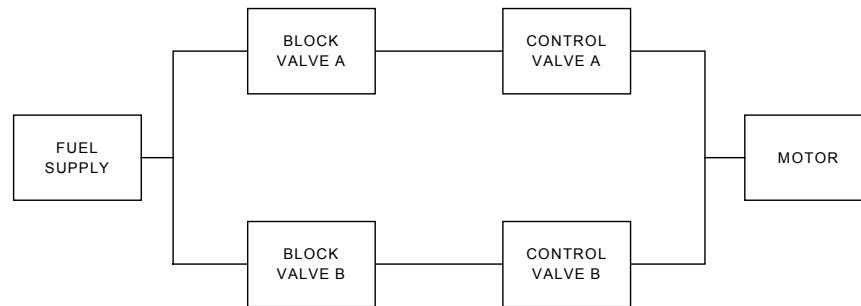 BLOCK
VALVE A
CONTROL
VALVE A
FUEL
SUPPLY
MOTOR
BLOCK
VALVE B
CONTROL
VALVE B